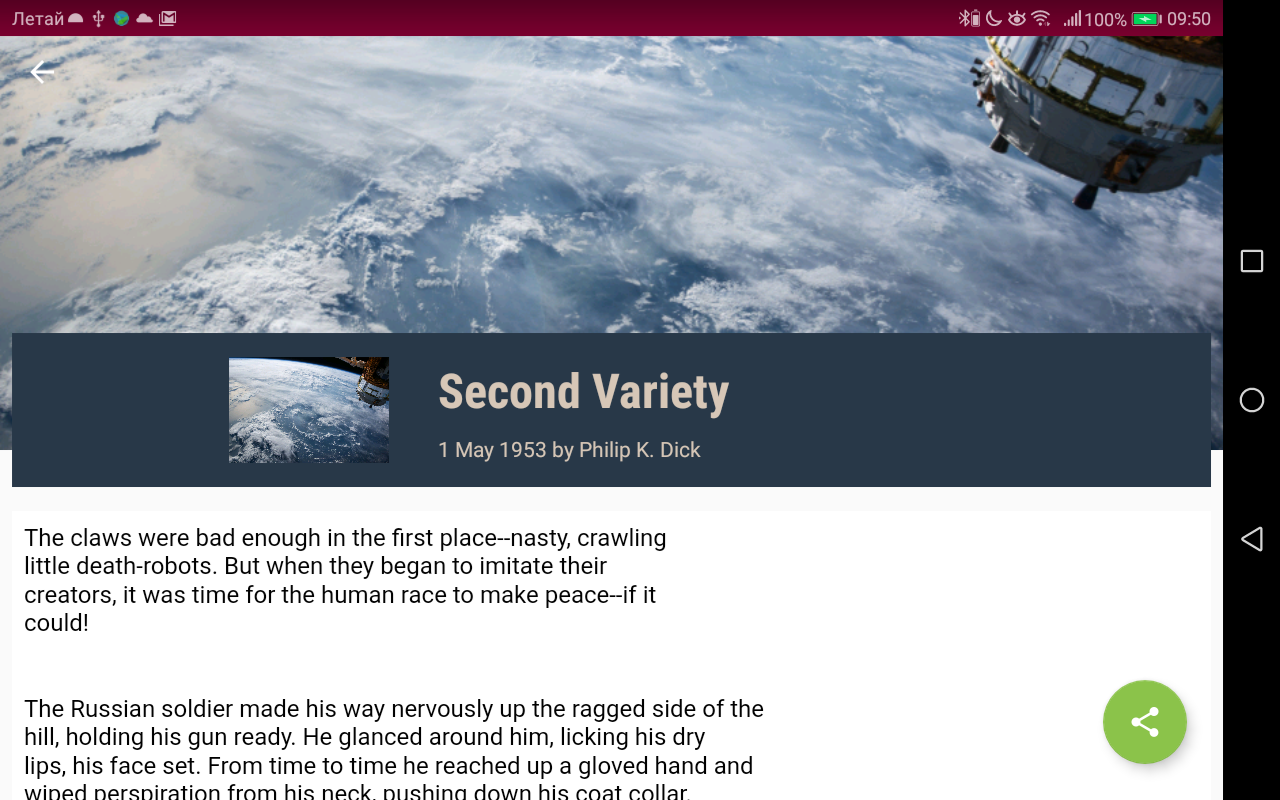 Летай 100% 09:50
Second Variety
1 May 1953 by Philip K. Dick
The claws were bad enough in the first place--nasty, crawling
little death-robots. But when they began to imitate their
creators, it was time for the human race to make peace--if it
could!
The Russian soldier made his way nervously up the ragged side of the
hill, holding his gun ready. He glanced around him, licking his dry
lips, his face set. From time to time he reached up a gloved hand and
wiped perspiration from his neck, pushing down his coat collar.